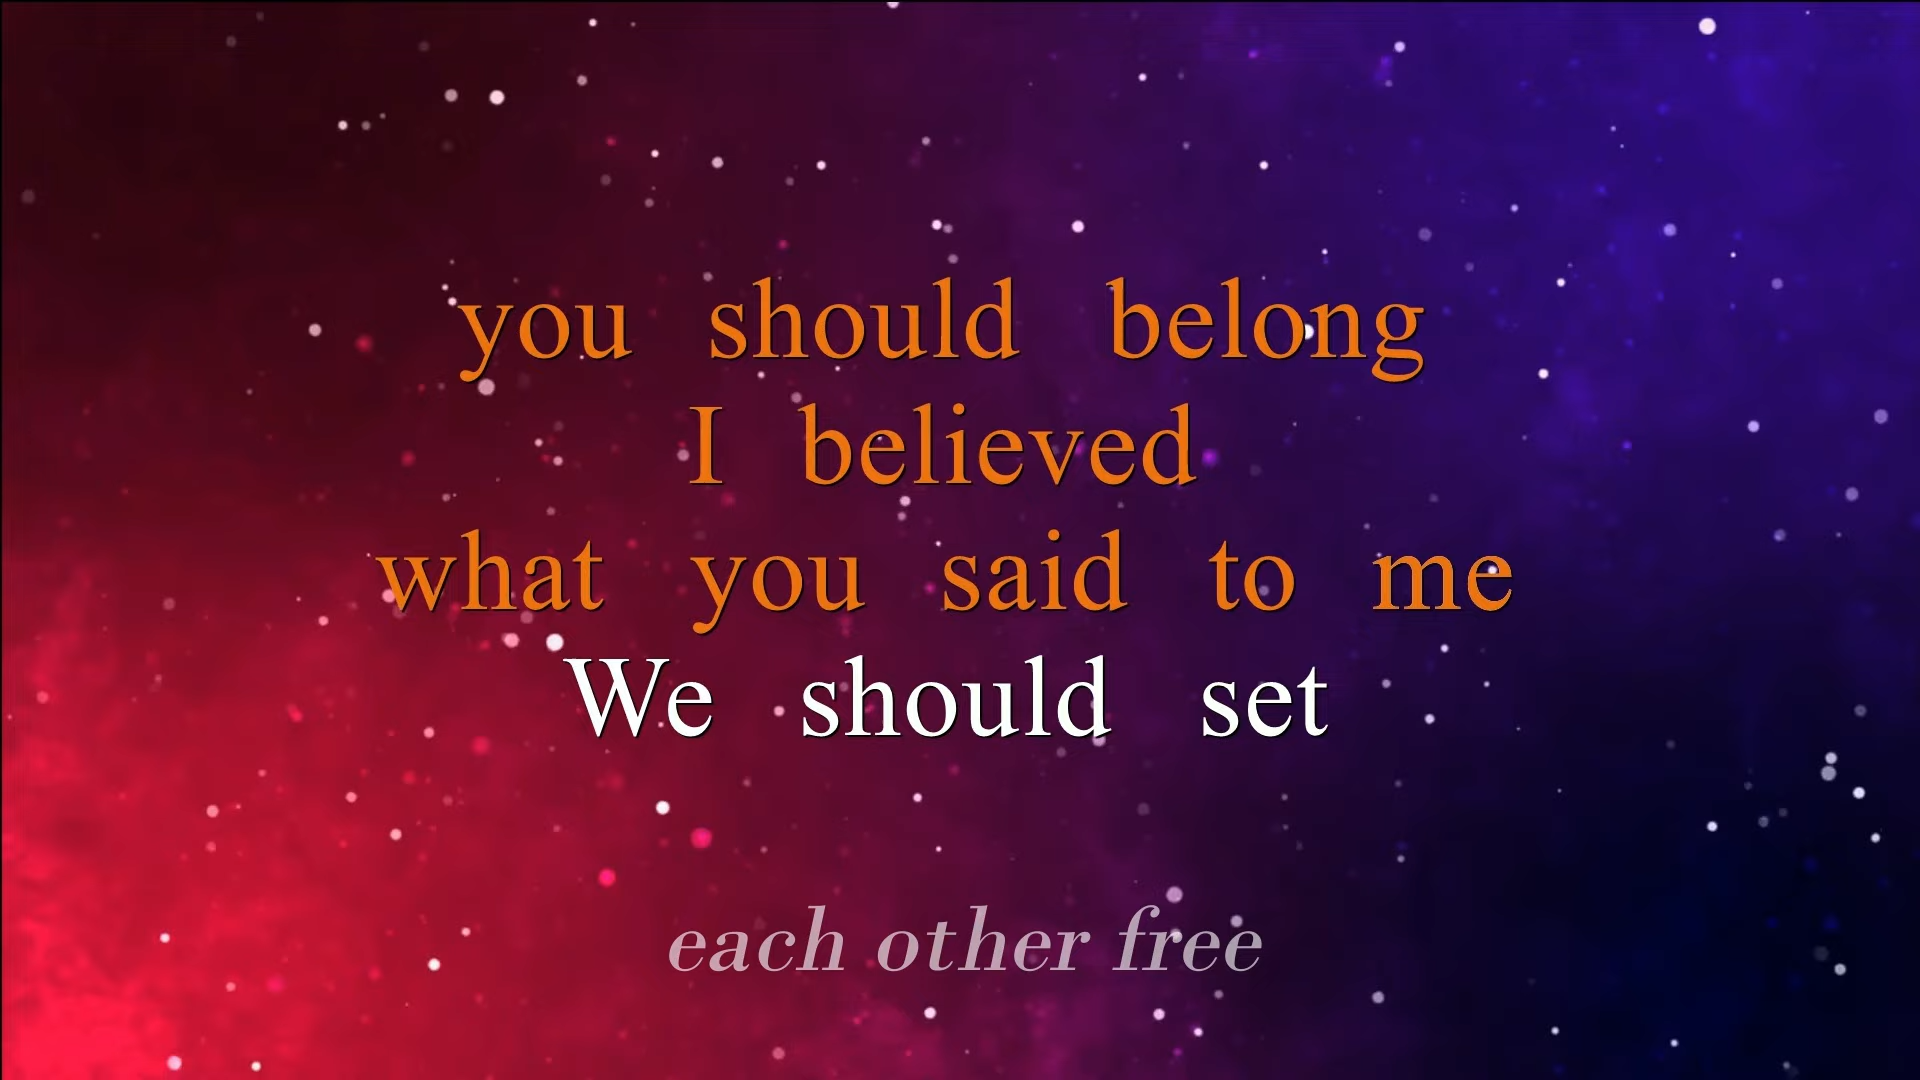 you should belong
I believed
what you said to me
We should set
each other free